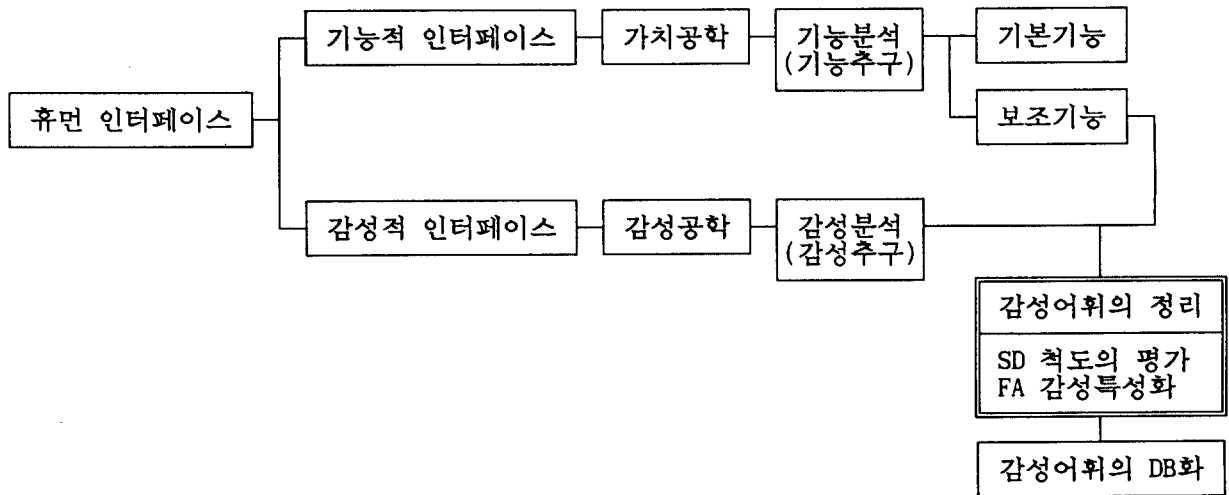 기능적 인터페이스
가치공학
기능분석
(기능추구)
기본기능
휴먼 인터페이스
보조기능
감성적 인터페이스
감성공학
감성분석
(감성추구)
감성어휘의 정리
SD 척도의 평가
FA 감성특성화
감성어휘의 DB화